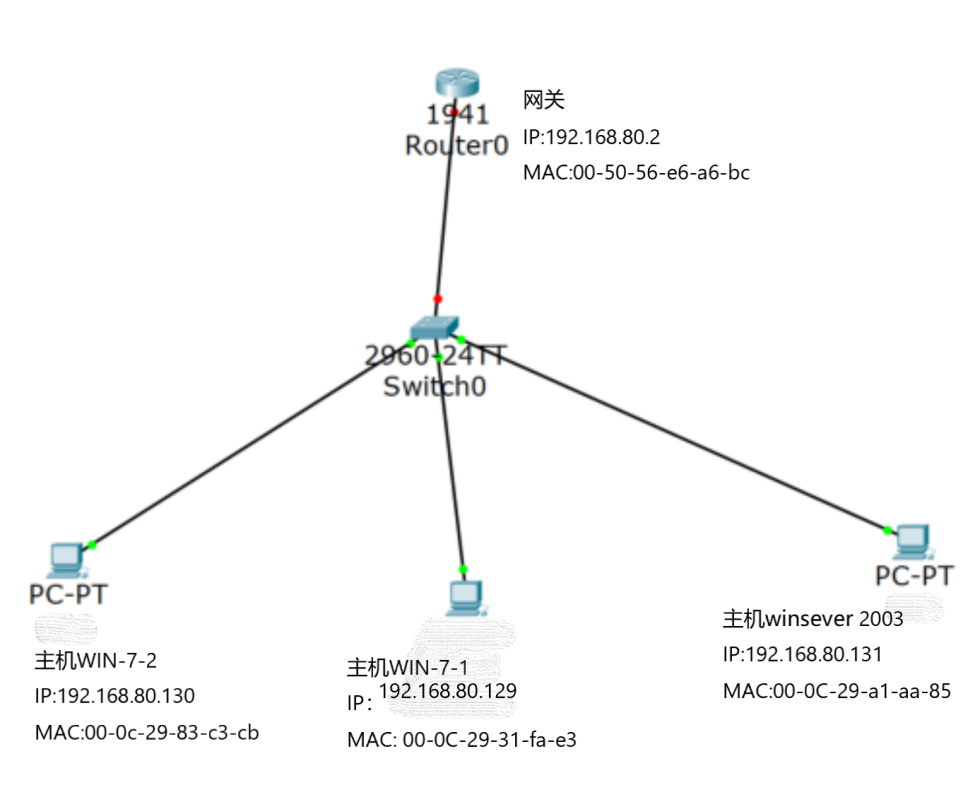 1941
Router0
网关
IP:192.168.80.2
MAC:00-50-56-e6-a6-bc
2960-24TT
Switch0
PC-PT
主机WIN-7-2
IP:192.168.80.130
MAC:00-0c-29-83-c3-cb
主机WIN-7-1
IP：192.168.80.129
MAC: 00-0C-29-31-fa-e3
PC-PT
主机winsever 2003
IP:192.168.80.131
MAC:00-0C-29-a1-aa-85